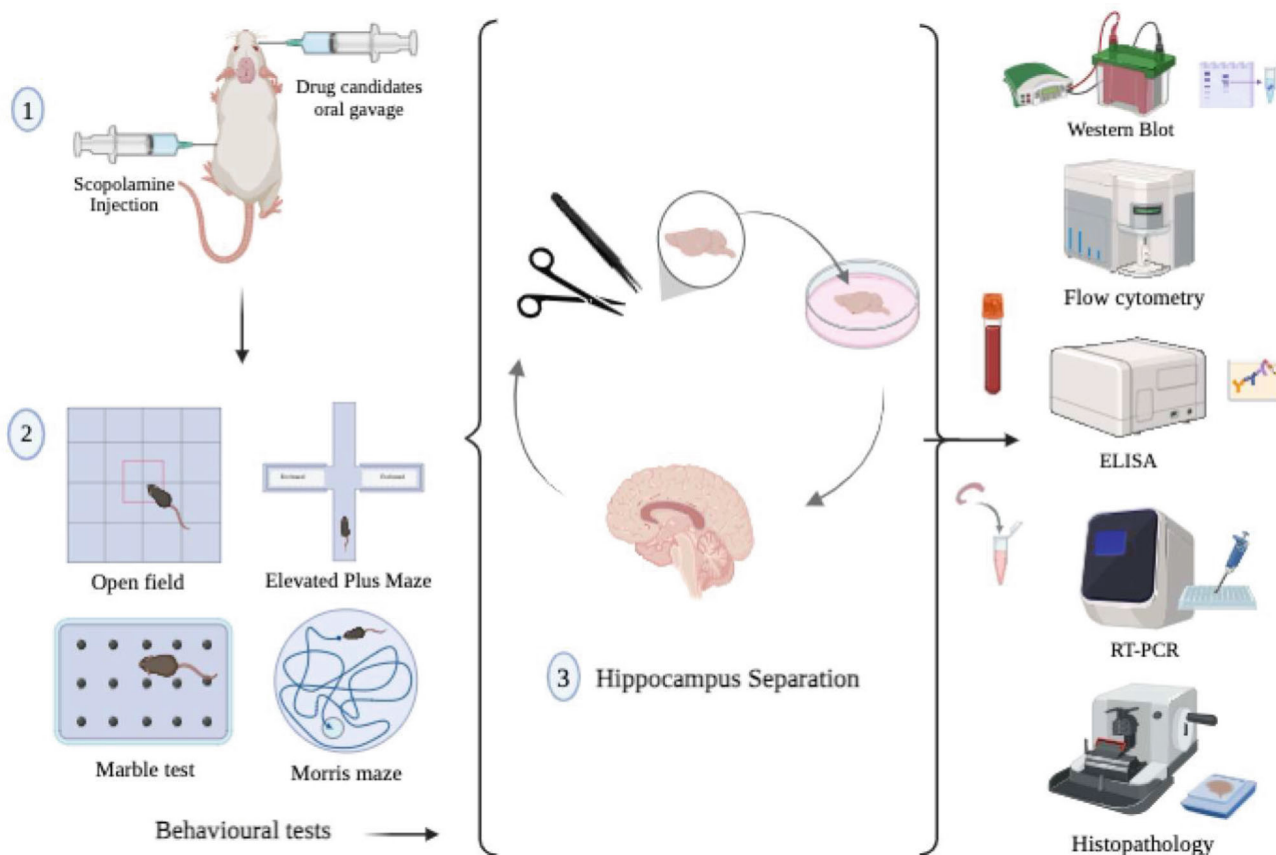 1
Drug candidates
oral gavage
Scopolamine
Injection
2
Open field
Elevated Plus Maze
Marble test
Morris maze
Behavioural tests
3 Hippocampus Separation
Western Blot
Flow cytometry
ELISA
RT-PCR
Histopathology